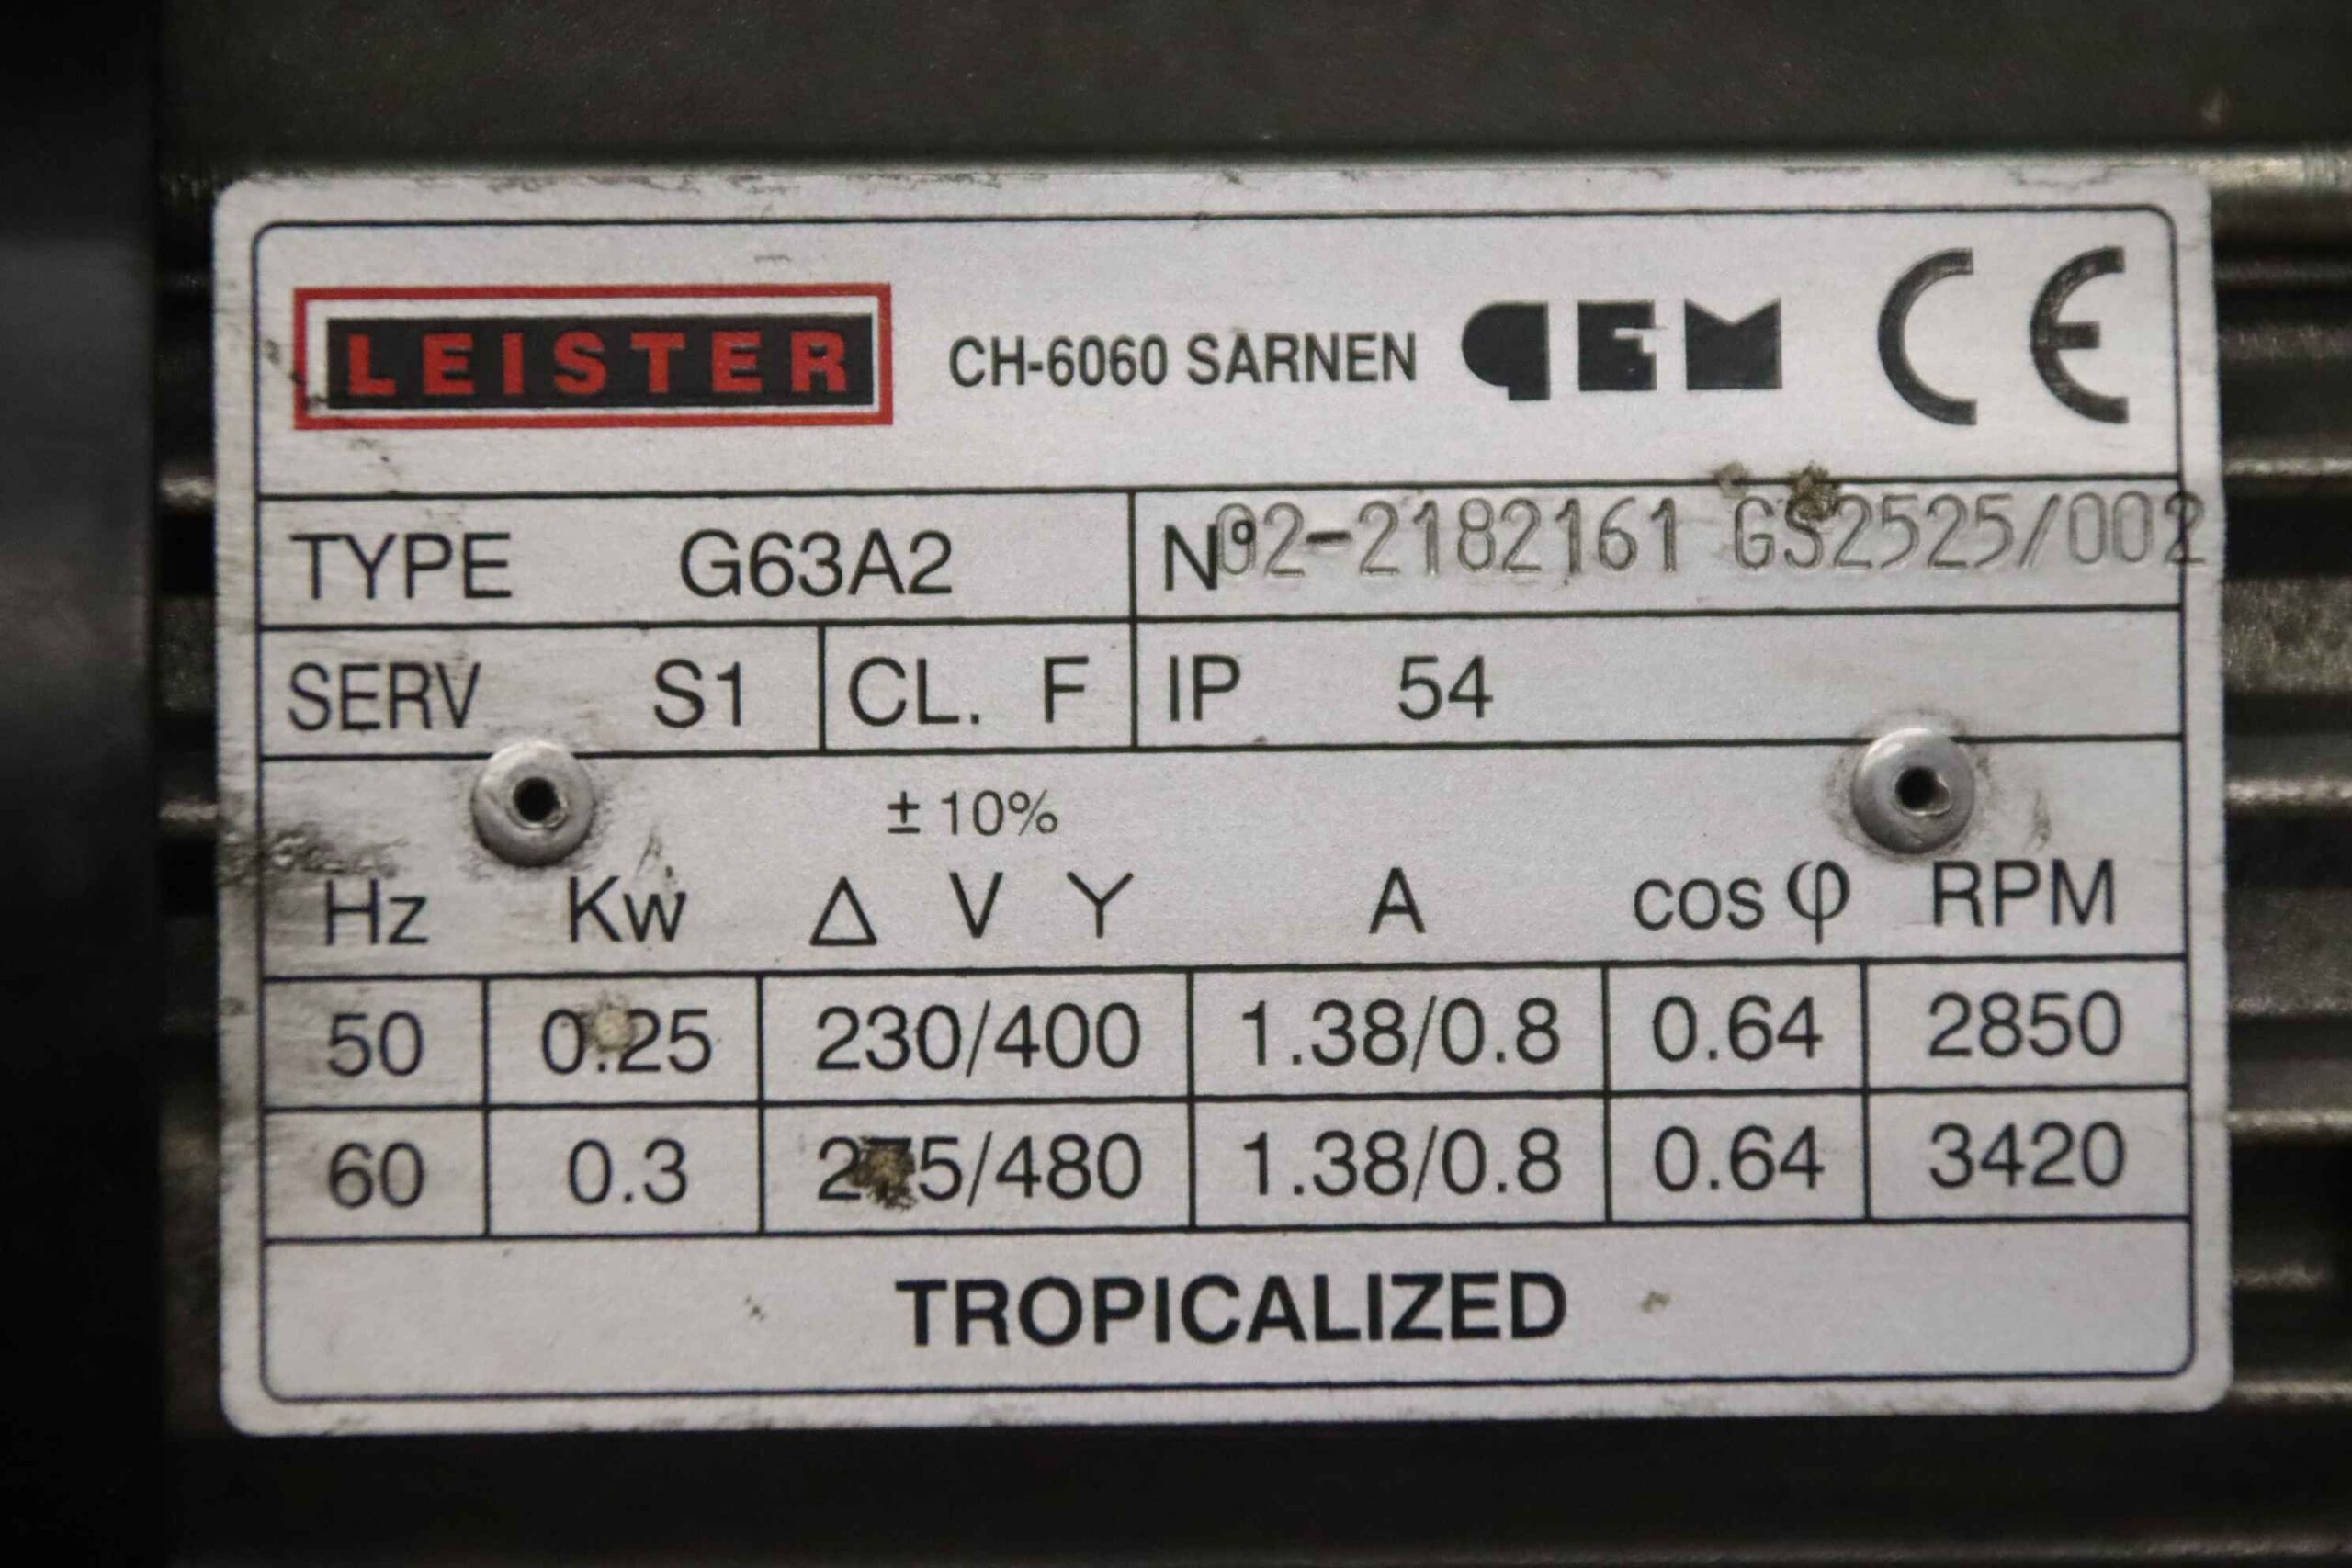 LEISTER CH-6060 SARNEN GEM CE
TYPE G63A2 N° 02-2182161 GS2525/002
SERV S1 CL. F IP 54
± 10%
Hz Kw Δ V Y A cos φ RPM
50 0.25 230/400 1.38/0.8 0.64 2850
60 0.3 275/480 1.38/0.8 0.64 3420
TROPICALIZED